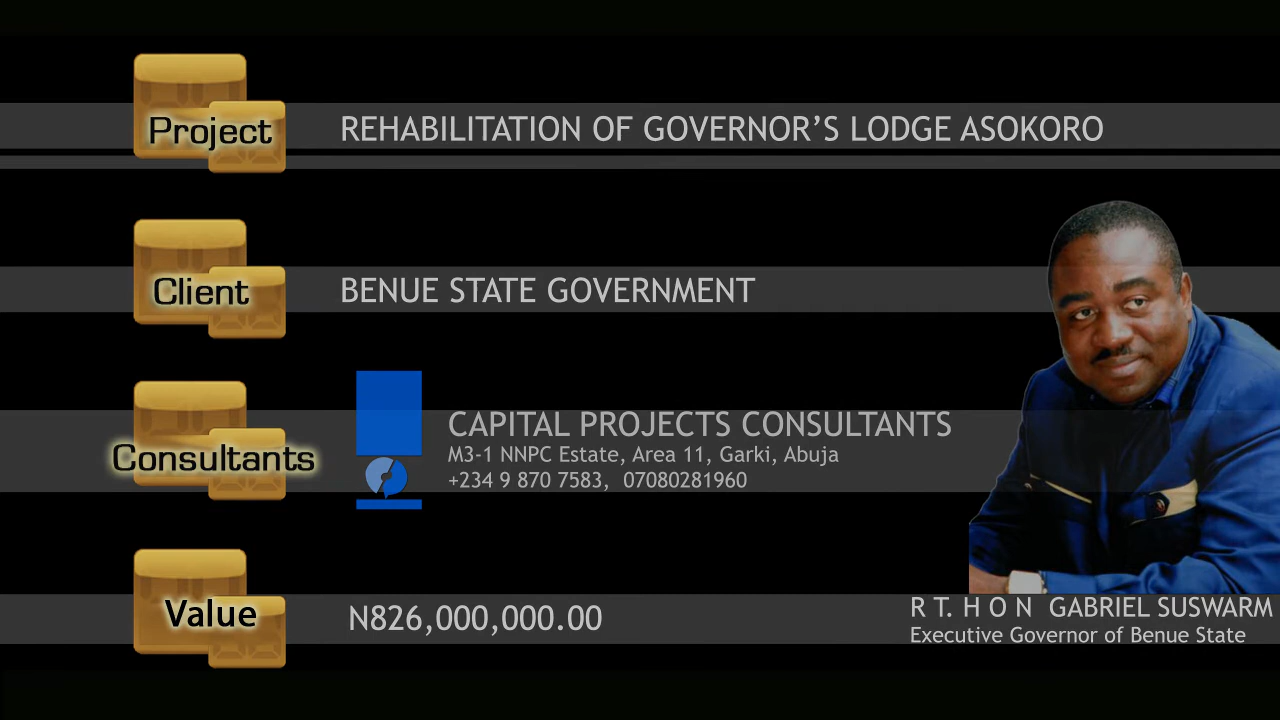 Project
REHABILITATION OF GOVERNOR’S LODGE ASOKORO
Client
BENUE STATE GOVERNMENT
Consultants
CAPITAL PROJECTS CONSULTANTS
M3-1 NNPC Estate, Area 11, Garki, Abuja
+234 9 870 7583, 07080281960
Value
N826,000,000.00
R T. H O N GABRIEL SUSWARM
Executive Governor of Benue State